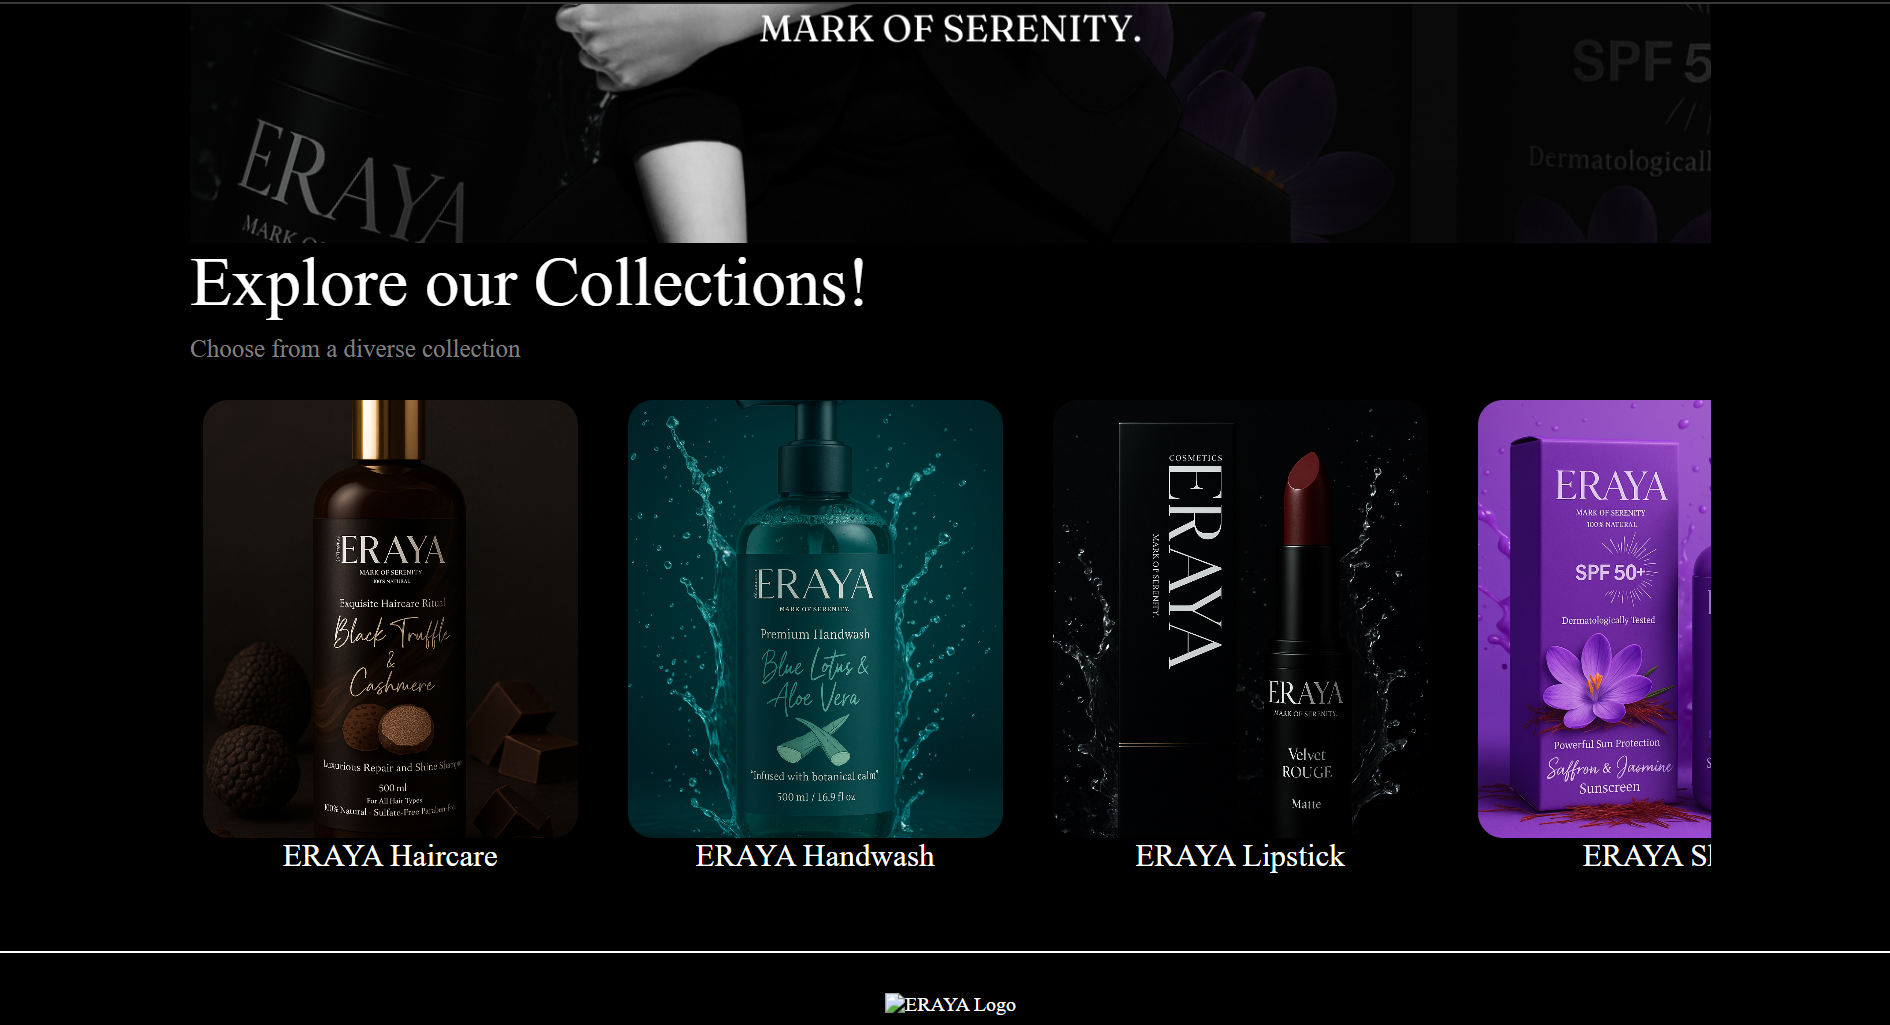 MARK OF SERENITY.
SPF 5
Dermatologicall
ERAYA
MARK O
Explore our Collections!
Choose from a diverse collection
ERAYA
MARK OF SERENITY
100% NATURAL
Exquisite Haircare Ritual
Black Truffle
&
Cashmere
Luxurious Repair and Shine
500 ml
For All Hair Types
100% Natural - Sulfate-Free Paraben-
ERAYA Haircare
ERAYA
MARK OF SERENITY.
Premium Handwash
Blue Lotus &
Aloe Vera
"Infused with botanical calm"
500 ml / 16.9 fl oz
ERAYA Handwash
COSMETICS
ERAYA
MARK OF SERENITY.
ERAYA
MARK OF SERENITY.
Velvet
ROUGE
Matte
ERAYA Lipstick
ERAYA
MARK OF SERENITY
100% NATURAL
SPF 50+
Dermatologically Tested
Powerful Sun Protection
Saffron & Jasmine
Sunscreen
ERAYA S
ERAYA Logo